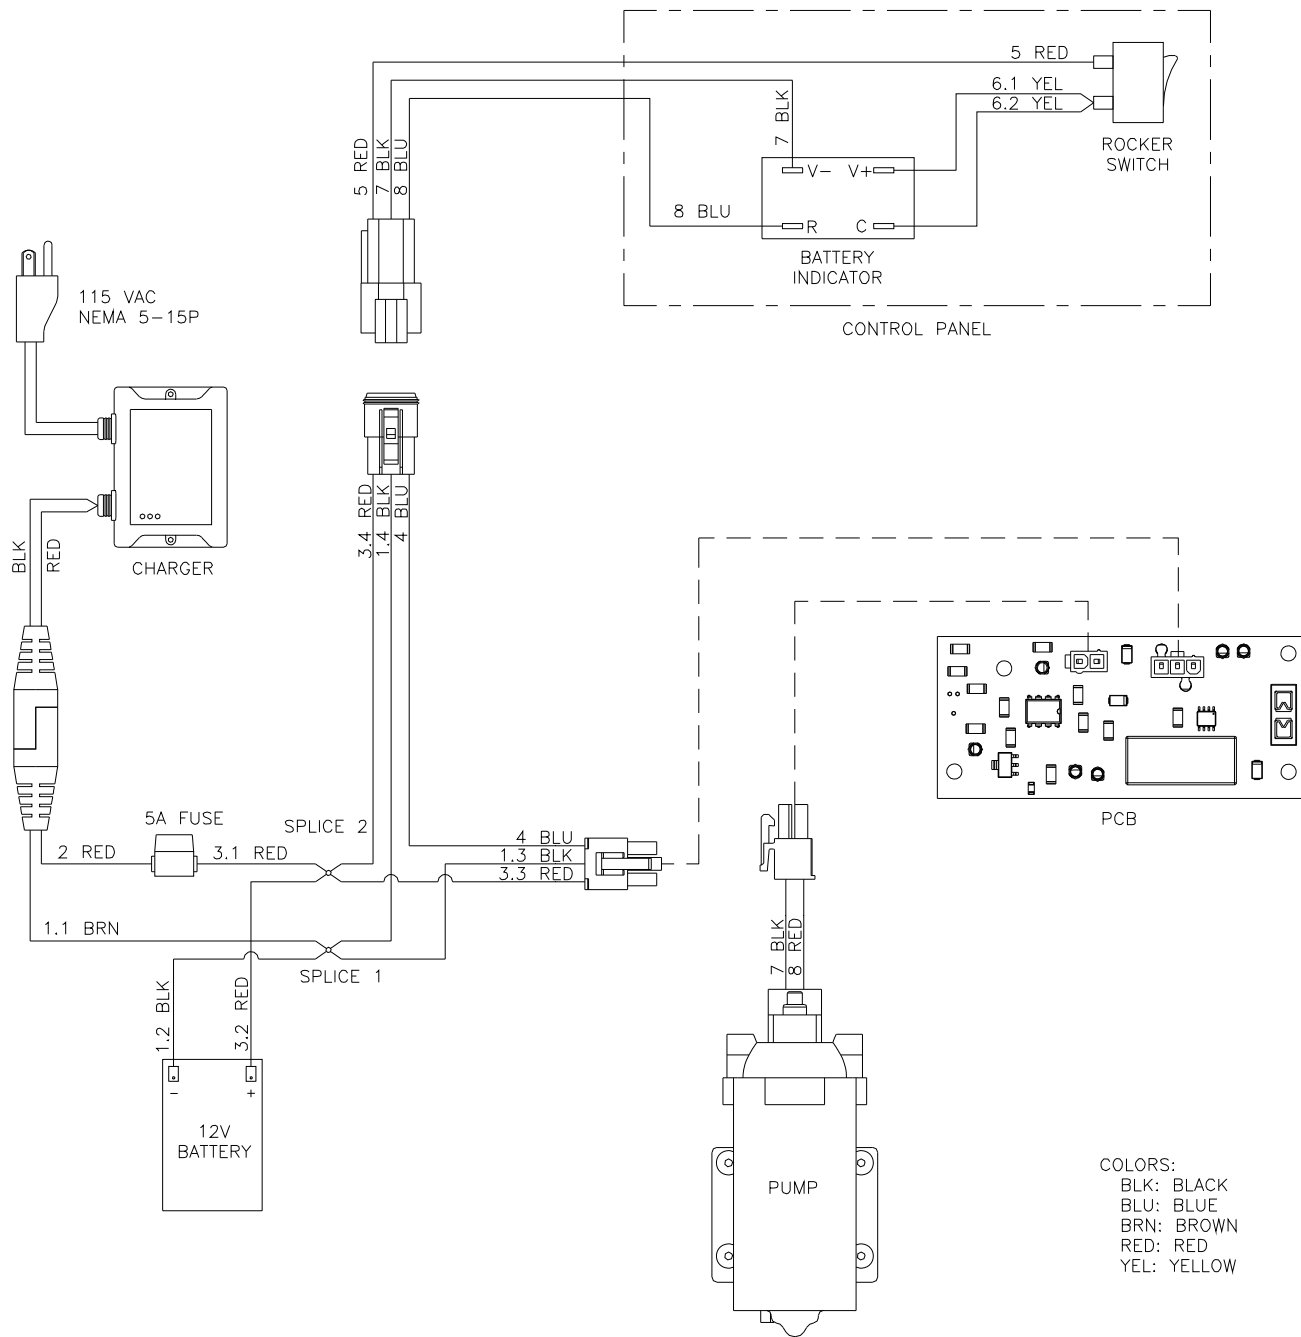 5 RED
6.1 YEL
6.2 YEL
7 BLK
ROCKER
SWITCH
5 RED
7 BLK
8 BLU
V-
V+
8 BLU
R
C
BATTERY
INDICATOR
115 VAC
NEMA 5-15P
CONTROL PANEL
3.4 RED
1.4 BLK
4 BLU
BLK
RED
CHARGER
5A FUSE
SPLICE 2
PCB
2 RED
3.1 RED
4 BLU
1.3 BLK
3.3 RED
1.1 BRN
SPLICE 1
7 BLK
8 RED
1.2 BLK
3.2 RED
-
+
12V
BATTERY
PUMP
COLORS:
BLK: BLACK
BLU: BLUE
BRN: BROWN
RED: RED
YEL: YELLOW